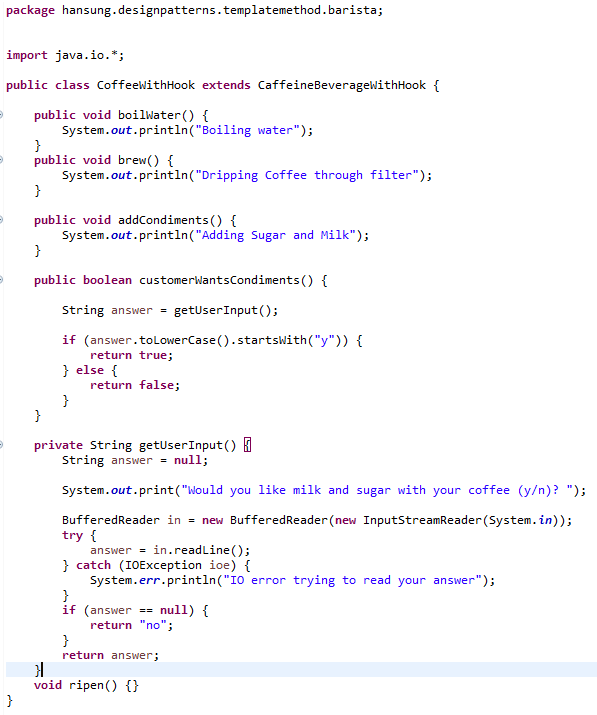 package hansung.designpatterns.templatemethod.barista;
import java.io.*;
public class CoffeeWithHook extends CaffeineBeverageWithHook {
public void boilWater() {
System.out.println("Boiling water");
}
public void brew() {
System.out.println("Dripping Coffee through filter");
}
public void addCondiments() {
System.out.println("Adding Sugar and Milk");
}
public boolean customerWantsCondiments() {
String answer = getUserInput();
if (answer.toLowerCase().startsWith("y")) {
return true;
} else {
return false;
}
}
private String getUserInput() {
String answer = null;
System.out.print("Would you like milk and sugar with your coffee (y/n)? ");
BufferedReader in = new BufferedReader(new InputStreamReader(System.in));
try {
answer = in.readLine();
} catch (IOException ioe) {
System.err.println("IO error trying to read your answer");
}
if (answer == null) {
return "no";
}
return answer;
}
void ripen() {}
}